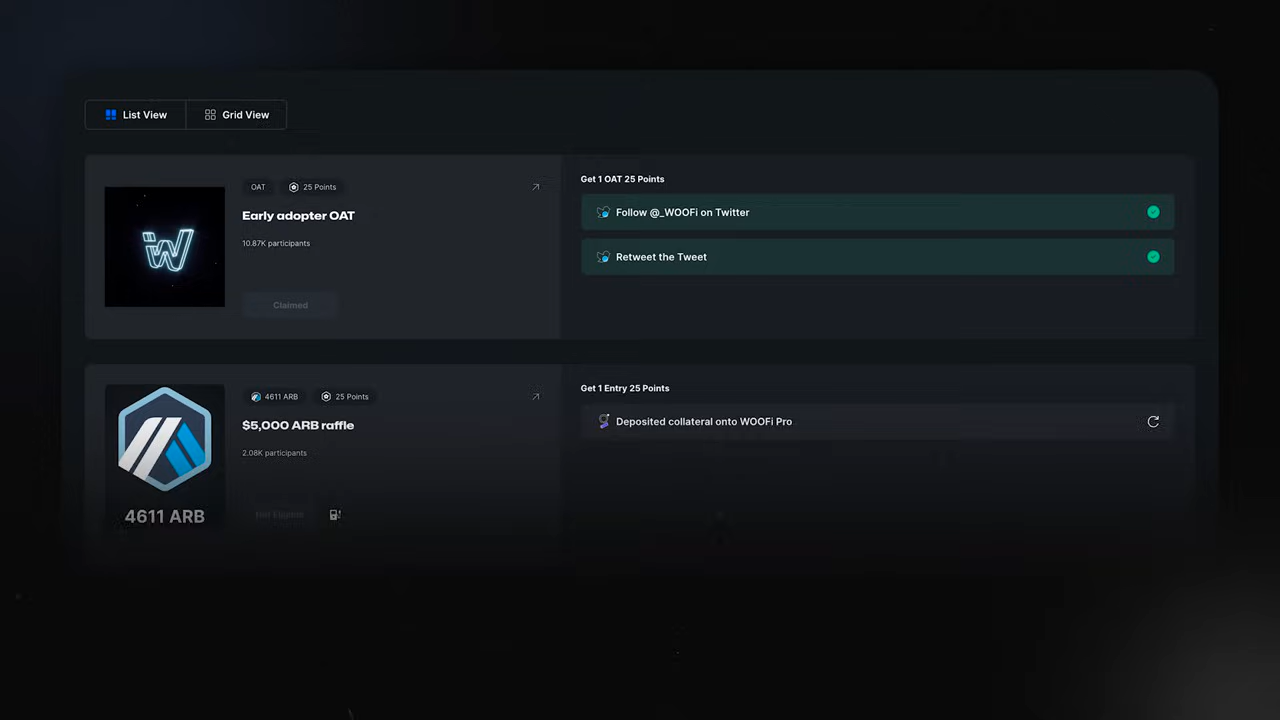 List View
Grid View
OAT
25 Points
Early adopter OAT
10.87K participants
Claimed
Get 1 OAT 25 Points
Follow @_WOOFi on Twitter
Retweet the Tweet
4611 ARB
25 Points
$5,000 ARB raffle
2.08K participants
4611 ARB
Not Eligible
Get 1 Entry 25 Points
Deposited collateral onto WOOFi Pro